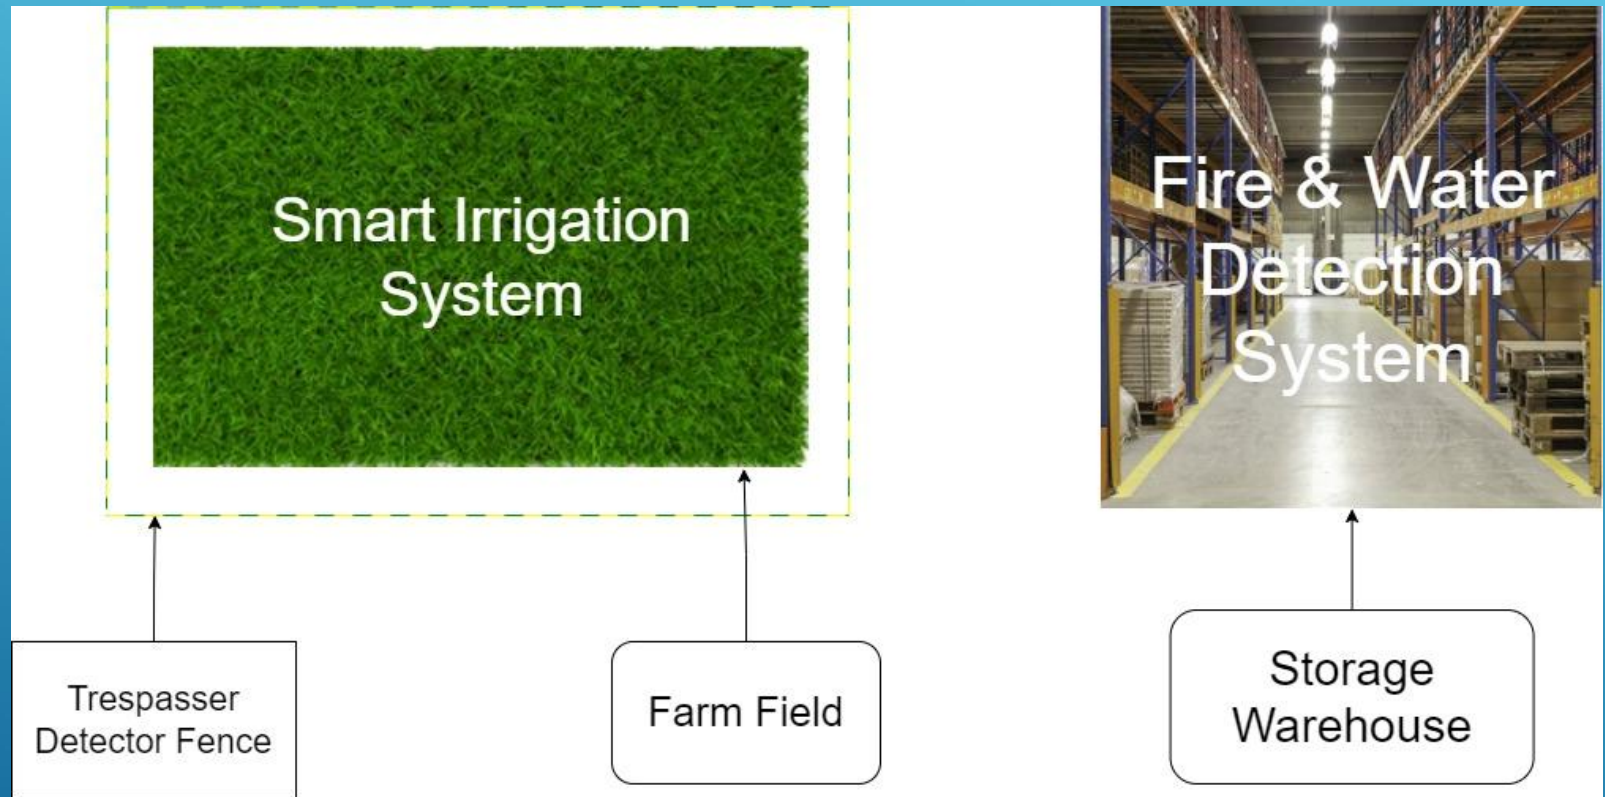 Smart Irrigation
System
Fire & Water
Detection
System
Trespasser
Detector Fence
Farm Field
Storage
Warehouse